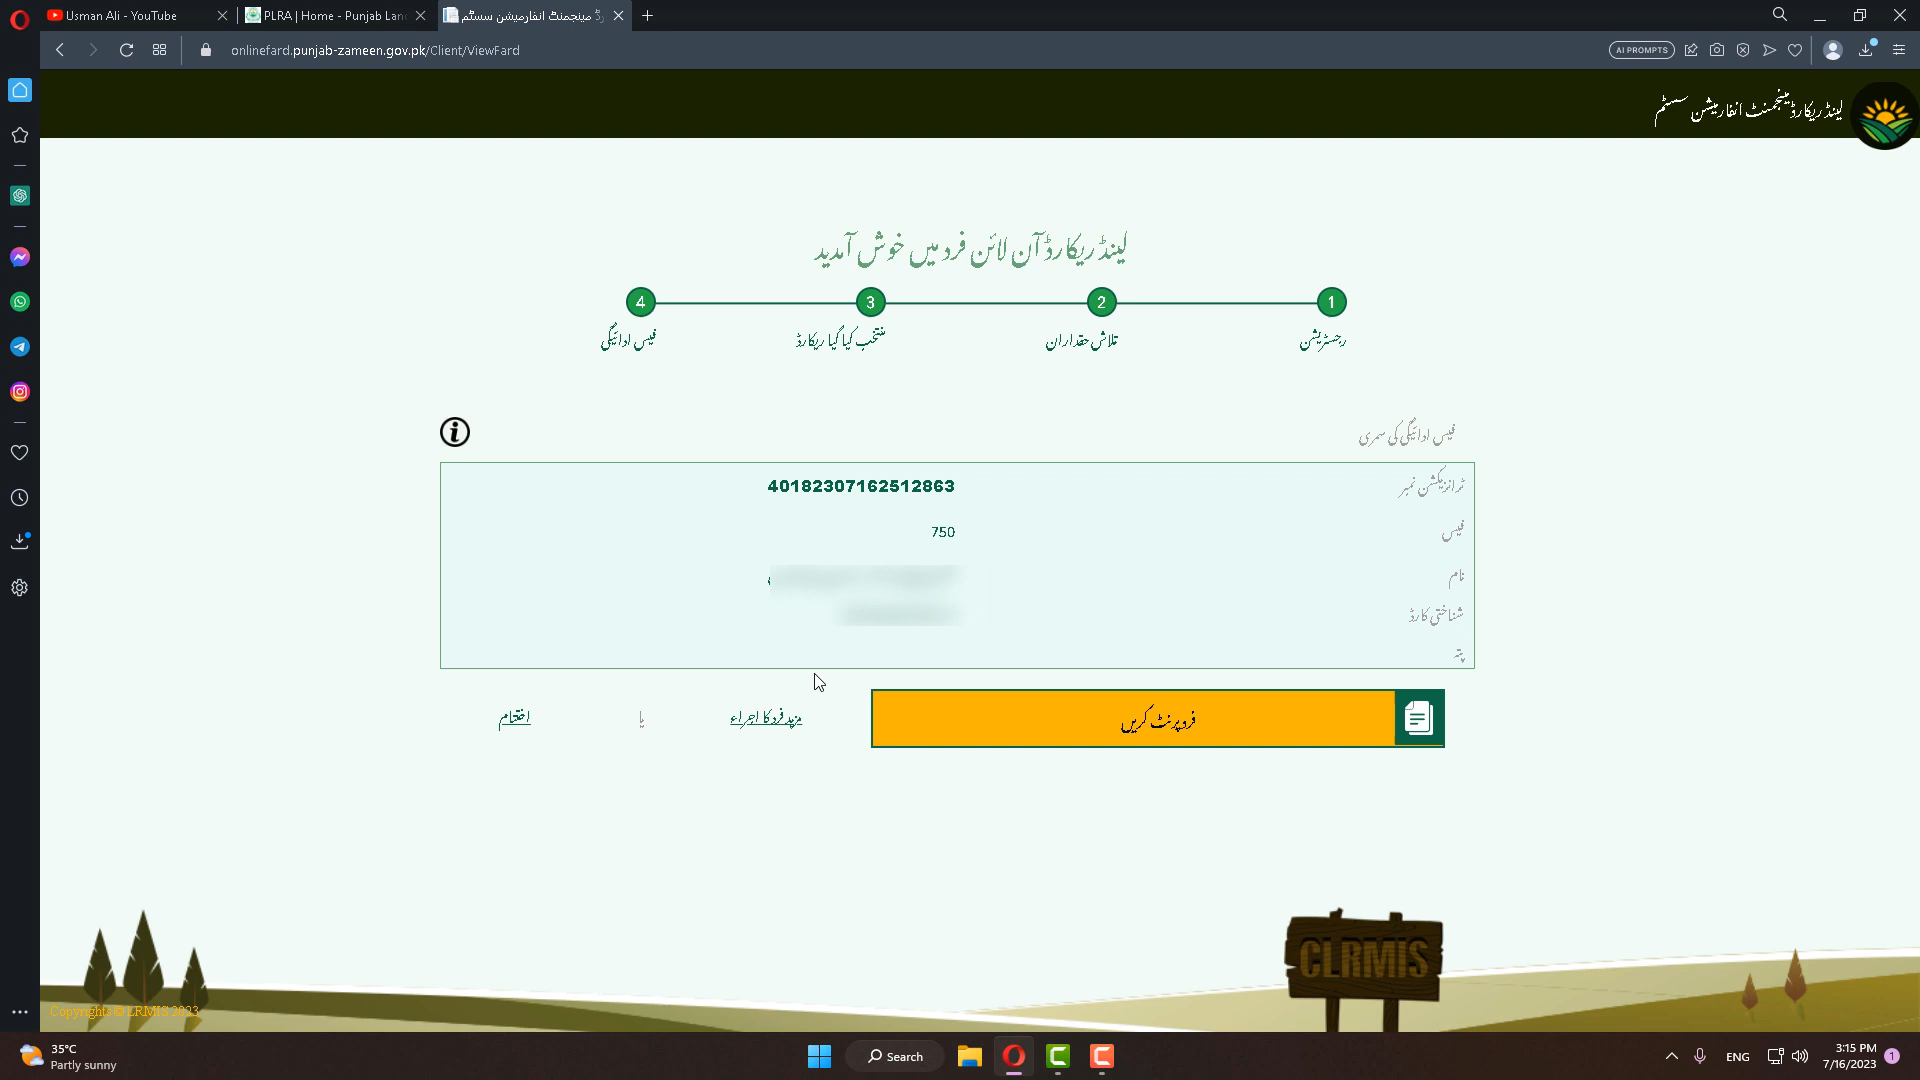 Usman Ali - YouTube
PLRA | Home - Punjab Lan
ڈ مینجمنٹ انفارمیشن سسٹم
onlinefard.punjab-zameen.gov.pk/Client/ViewFard
AI PROMPTS
لینڈ ریکارڈ مینجمنٹ انفارمیشن سسٹم
لینڈ ریکارڈ آن لائن فرد میں خوش آمدید
1
2
3
4
رجسٹریشن
تلاش حقداران
منتخب کیا گیا ریکارڈ
فیس ادائیگی
فیس ادائیگی کی سمری
i
ٹرانزیکشن نمبر
40182307162512863
فیس
750
نام
شناختی کارڈ
پتہ
فرد پرنٹ کریں
مزید فرد کا اجراء
یا
اختتام
CLRMIS
Copyrights © LRMIS 2023
35°C
Partly sunny
Search
ENG
3:15 PM
7/16/2023
1